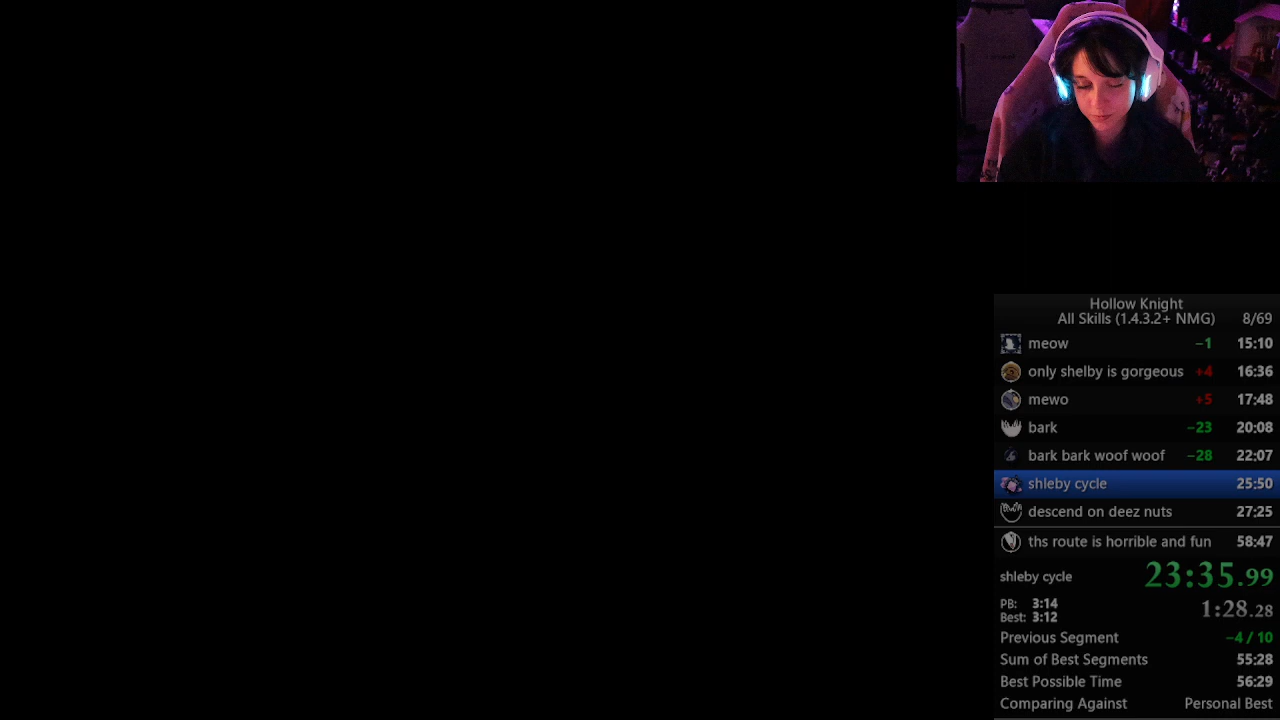 Hollow Knight
All Skills (1.4.3.2+ NMG) 8/69
meow −1 15:10
only shelby is gorgeous +4 16:36
mewo +5 17:48
bark −23 20:08
bark bark woof woof −28 22:07
shleby cycle 25:50
descend on deez nuts 27:25
ths route is horrible and fun 58:47
shleby cycle 23:35.99
PB: 3:14 1:28.28
Best: 3:12
Previous Segment −4 / 10
Sum of Best Segments 55:28
Best Possible Time 56:29
Comparing Against Personal Best